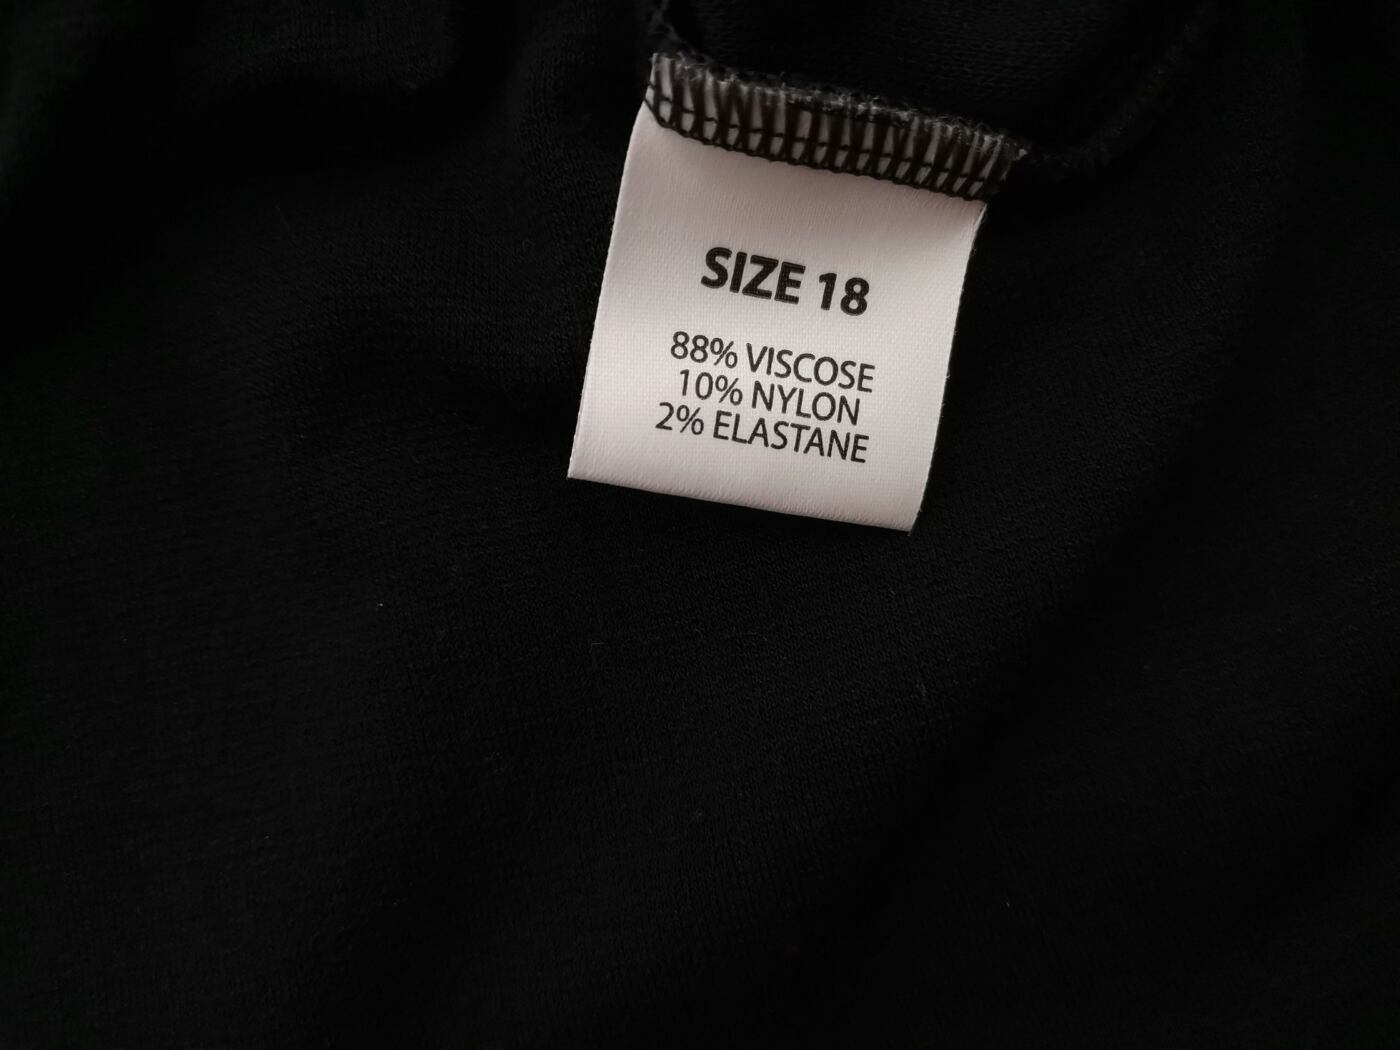 SIZE 18
88% VISCOSE
10% NYLON
2% ELASTANE